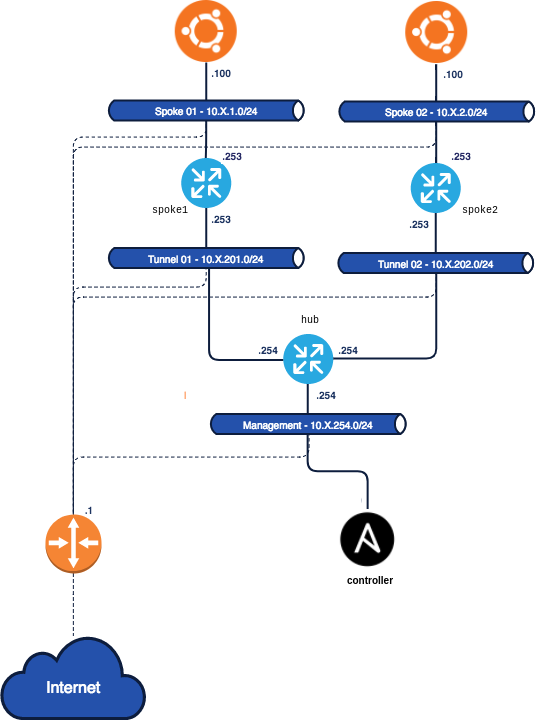 .100
.100
Spoke 01 - 10.X.1.0/24
Spoke 02 - 10.X.2.0/24
.253
.253
spoke1
spoke2
.253
.253
Tunnel 01 - 10.X.201.0/24
Tunnel 02 - 10.X.202.0/24
hub
.254
.254
.254
Management - 10.X.254.0/24
.1
controller
Internet